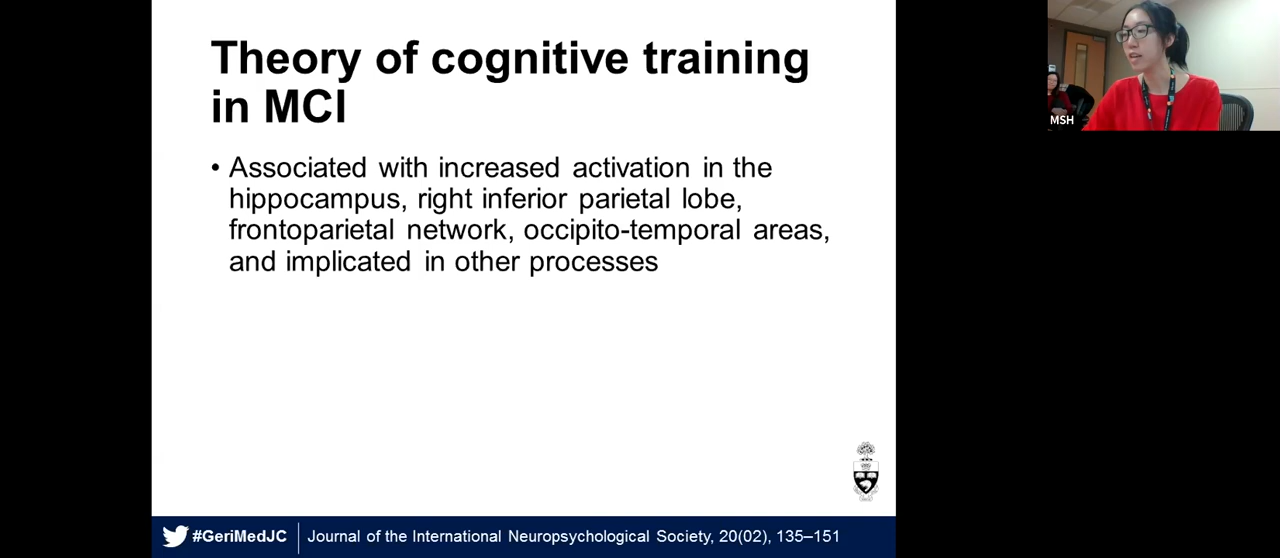 Theory of cognitive training
in MCI
• Associated with increased activation in the
hippocampus, right inferior parietal lobe,
frontoparietal network, occipito-temporal areas,
and implicated in other processes
#GeriMedJC
Journal of the International Neuropsychological Society, 20(02), 135–151
MSH